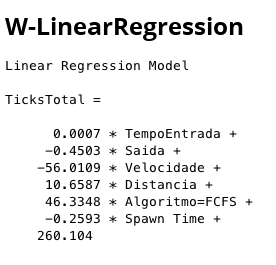 W-LinearRegression
Linear Regression Model
TicksTotal =
0.0007 * TempoEntrada +
-0.4503 * Saida +
-56.0109 * Velocidade +
10.6587 * Distancia +
46.3348 * Algoritmo=FCFS +
-0.2593 * Spawn Time +
260.104